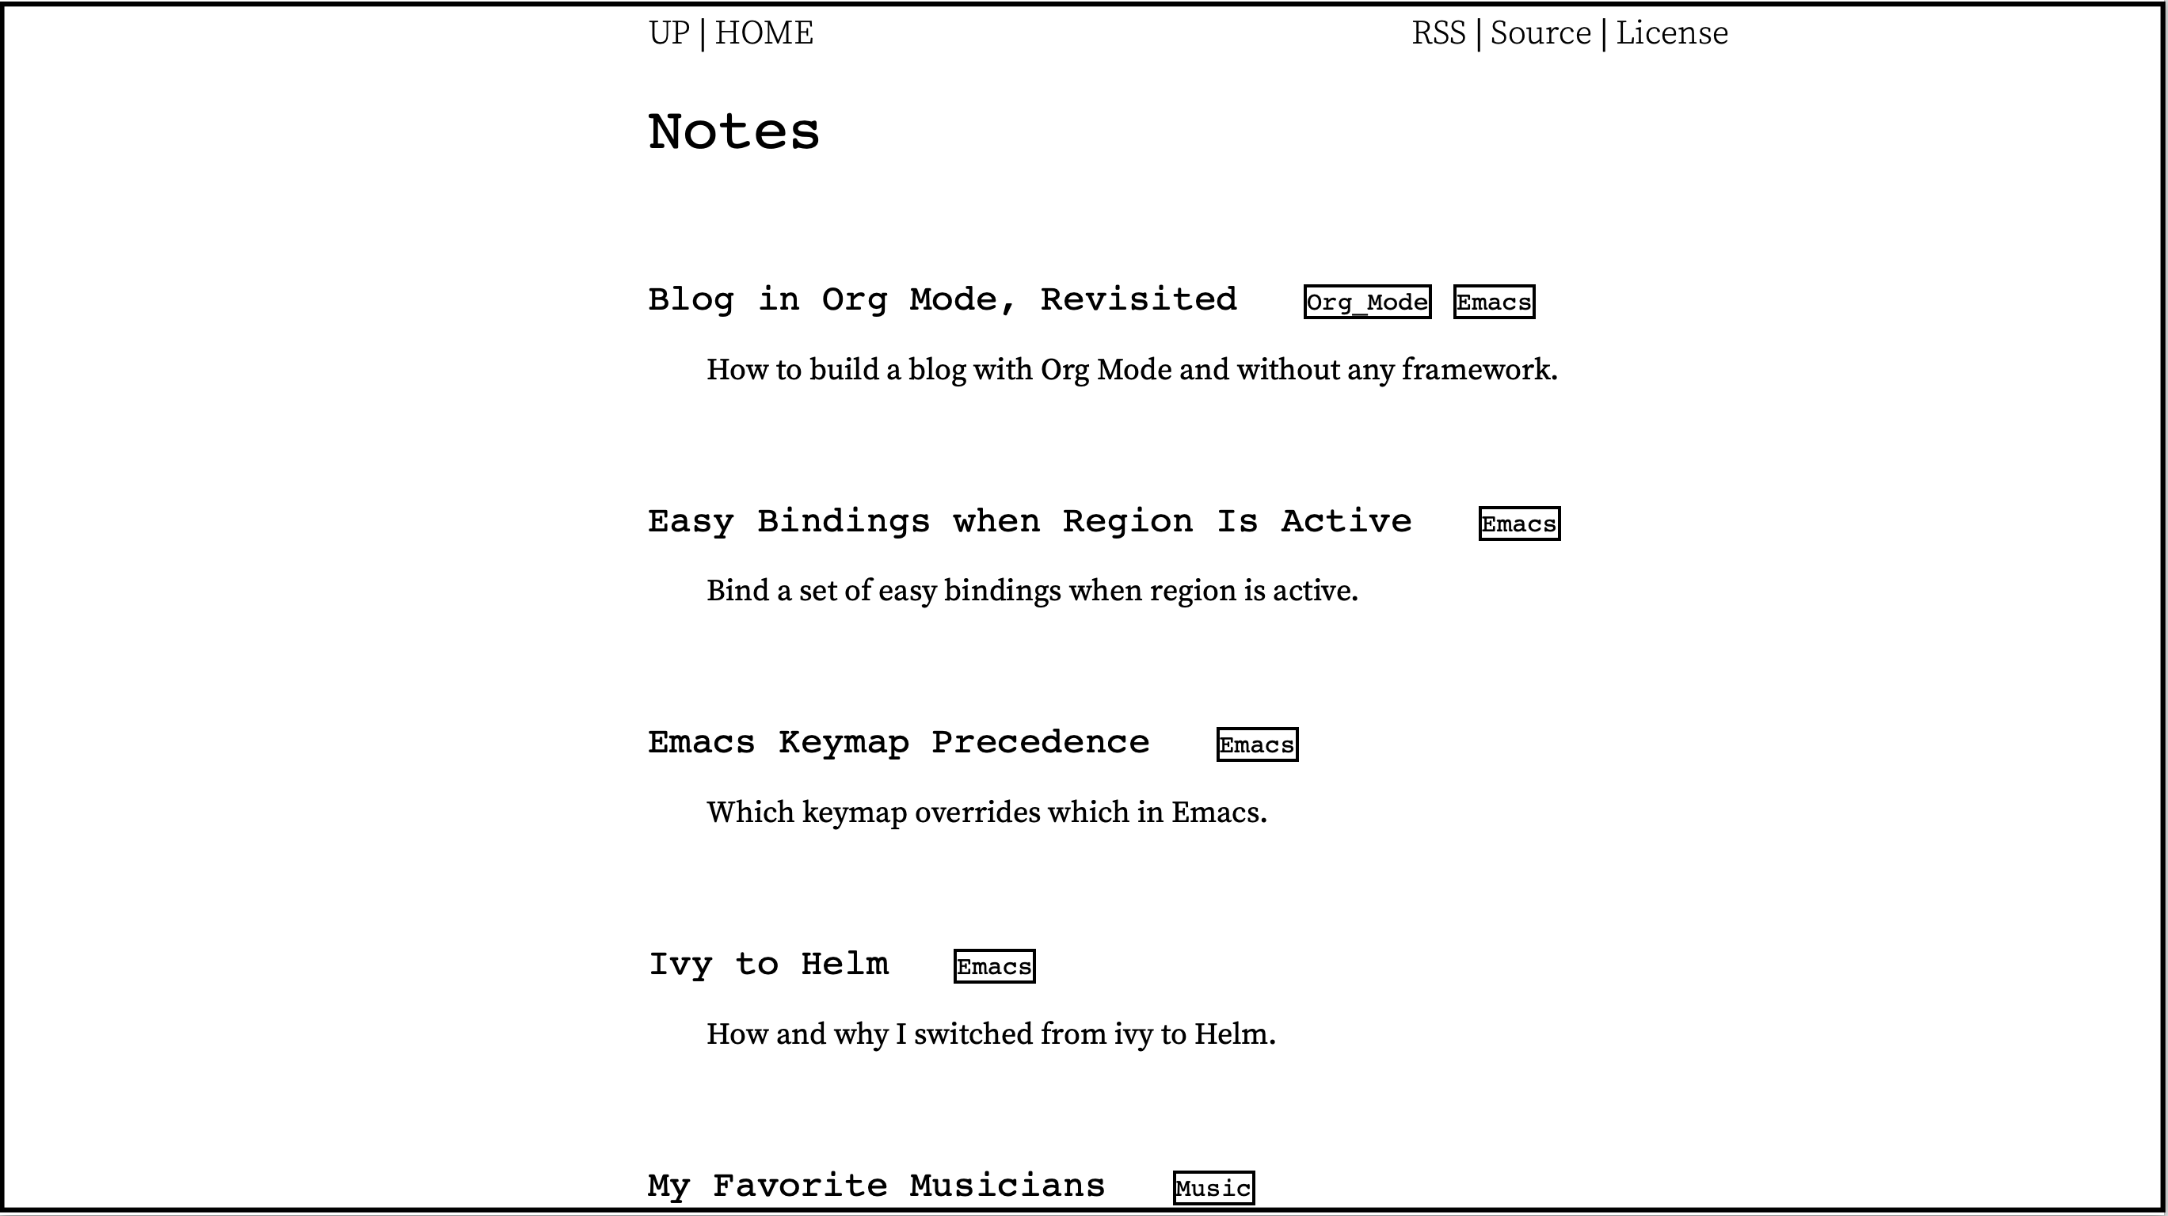 UP | HOME RSS | Source | License
Notes
Blog in Org Mode, Revisited Org_Mode Emacs
How to build a blog with Org Mode and without any framework.
Easy Bindings when Region Is Active Emacs
Bind a set of easy bindings when region is active.
Emacs Keymap Precedence Emacs
Which keymap overrides which in Emacs.
Ivy to Helm Emacs
How and why I switched from ivy to Helm.
My Favorite Musicians Music